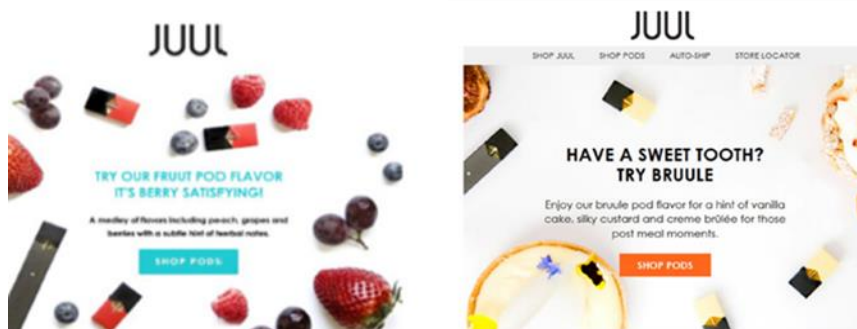 JUUL
TRY OUR FRUUT POD FLAVOR
IT'S BERRY SATISFYING!
A medley of flavors including peach, grapes and
berries with a subtle hint of herbal notes.
SHOP PODS
JUUL
SHOP JUUL SHOP PODS AUTO-SHIP STORE LOCATOR
HAVE A SWEET TOOTH?
TRY BRUULE
Enjoy our bruule pod flavor for a hint of vanilla
cake, silky custard and creme brûlée for those
post meal moments.
SHOP PODS